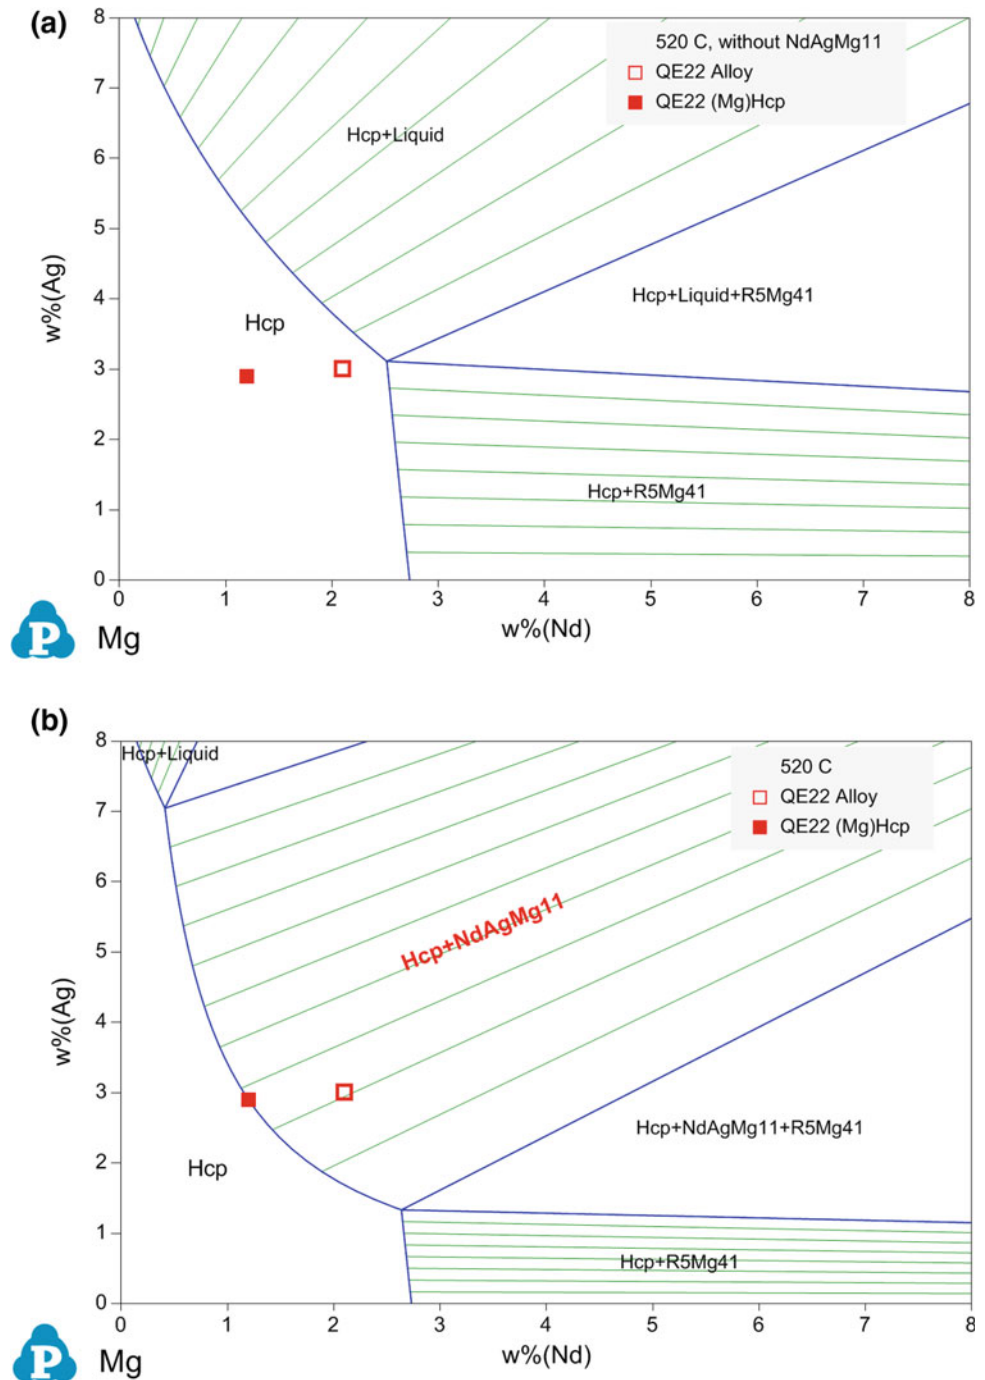 (a)
8
7
6
5
4
3
2
1
0
w%(Ag)
520 C, without NdAgMg11
QE22 Alloy
QE22 (Mg)Hcp
Hcp+Liquid
Hcp+Liquid+R5Mg41
Hcp
Hcp+R5Mg41
0 1 2 3 4 5 6 7 8
w%(Nd)
P Mg
(b)
8
7
6
5
4
3
2
1
0
w%(Ag)
Hcp+Liquid
520 C
QE22 Alloy
QE22 (Mg)Hcp
Hcp+NdAgMg11
Hcp+NdAgMg11+R5Mg41
Hcp
Hcp+R5Mg41
0 1 2 3 4 5 6 7 8
w%(Nd)
P Mg